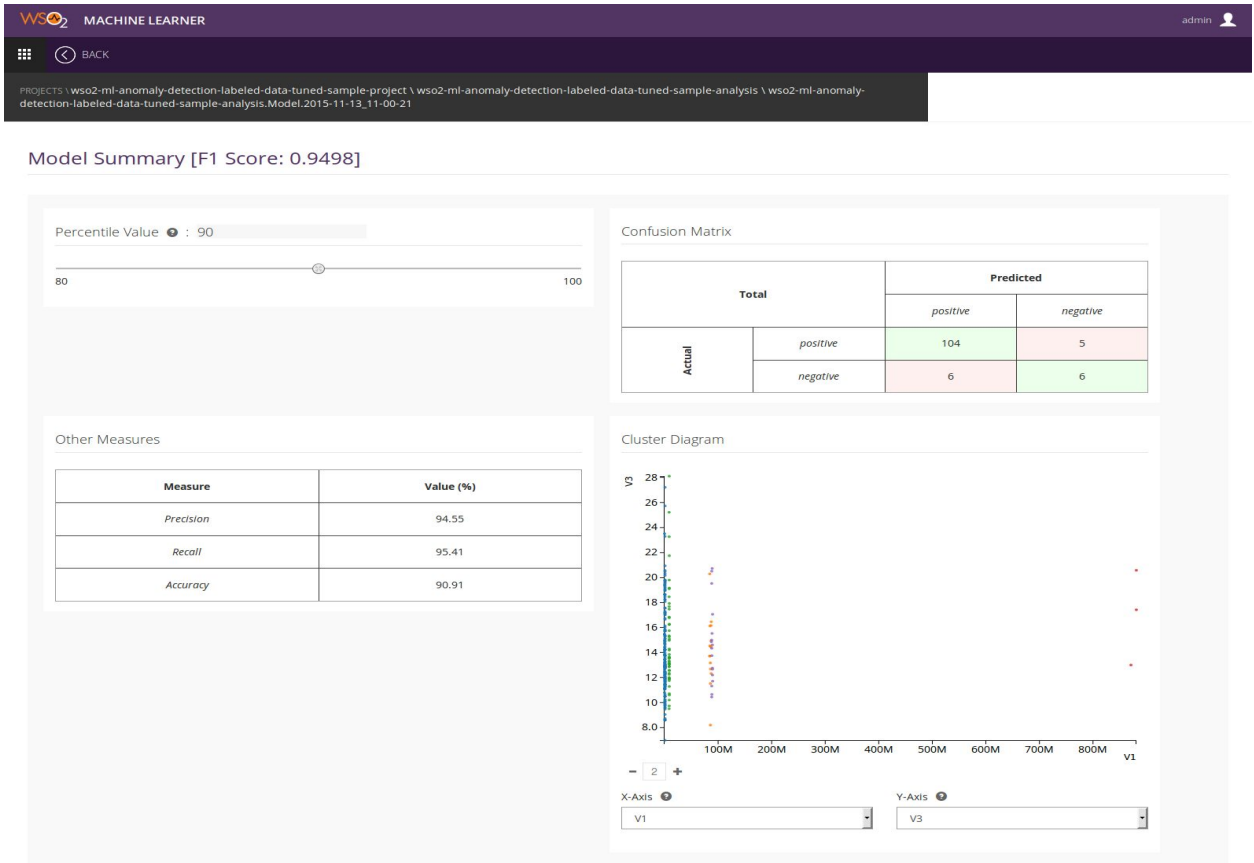 WSO2 MACHINE LEARNER
admin
BACK
PROJECTS \ wso2-ml-anomaly-detection-labeled-data-tuned-sample-project \ wso2-ml-anomaly-detection-labeled-data-tuned-sample-analysis \ wso2-ml-anomaly-
detection-labeled-data-tuned-sample-analysis.Model.2015-11-13_11-00-21
Model Summary [F1 Score: 0.9498]
Percentile Value ? : 90
80 100
Confusion Matrix
Total Predicted
positive negative
Actual positive 104 5
negative 6 6
Other Measures
Measure Value (%)
Precision 94.55
Recall 95.41
Accuracy 90.91
Cluster Diagram
V3
28
26
24
22
20
18
16
14
12
10
8.0
100M 200M 300M 400M 500M 600M 700M 800M V1
− 2 +
X-Axis ? Y-Axis ?
V1 V3